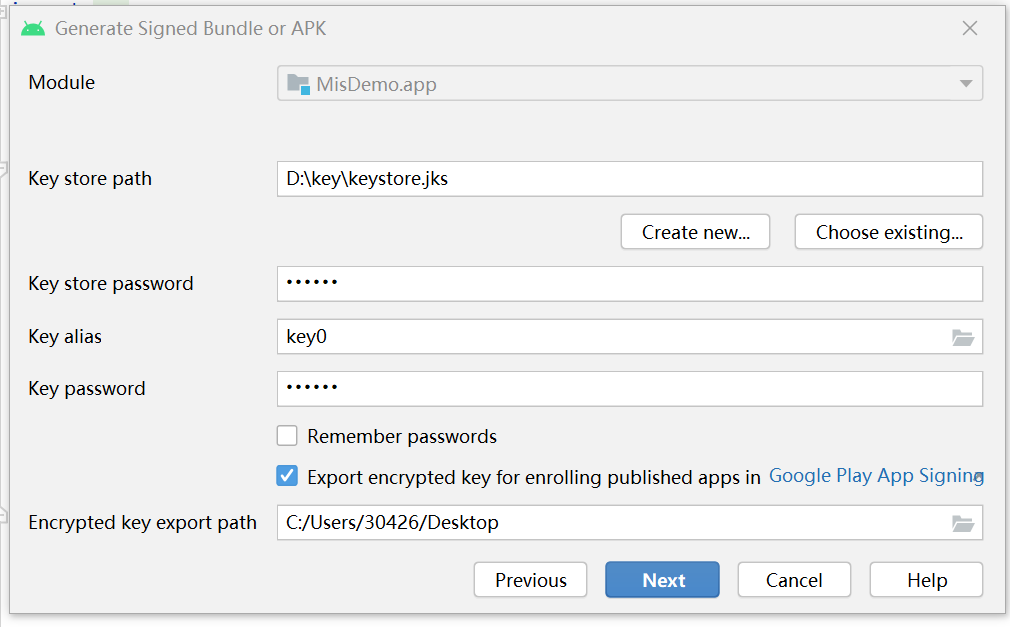 Generate Signed Bundle or APK
Module
MisDemo.app
Key store path
D:\key\keystore.jks
Create new...
Choose existing...
Key store password
••••••
Key alias
key0
Key password
••••••
Remember passwords
Export encrypted key for enrolling published apps in Google Play App Signing
Encrypted key export path
C:/Users/30426/Desktop
Previous
Next
Cancel
Help